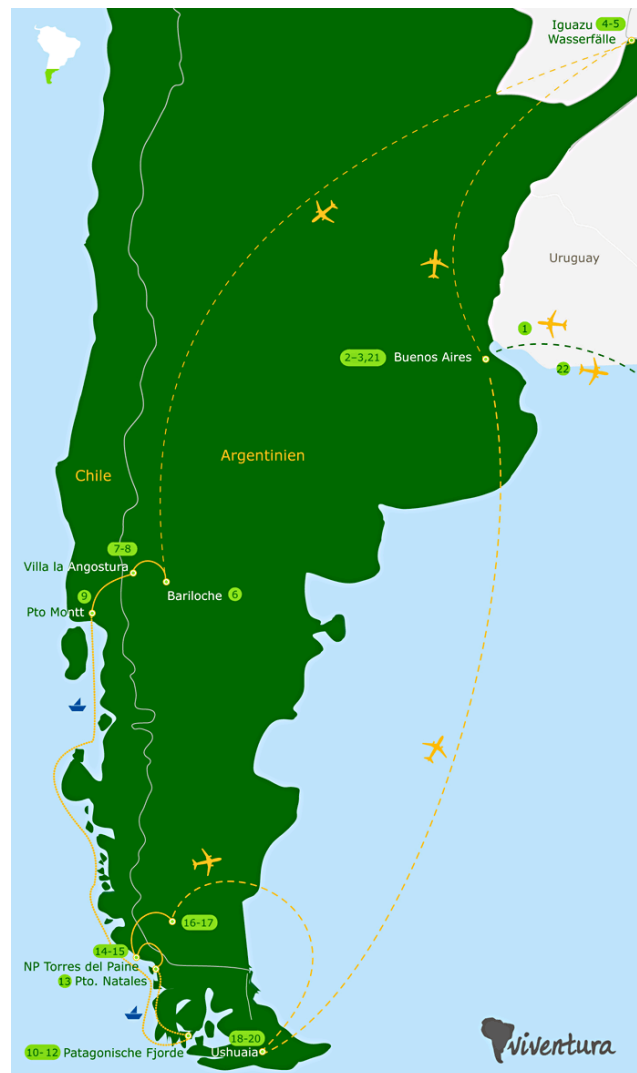 Iguazu 4-5
Wasserfälle
Uruguay
1
2–3,21 Buenos Aires
22
Argentinien
Chile
7-8
Villa la Angostura
9
Bariloche 6
Pto Montt
16-17
14-15
NP Torres del Paine
13 Pto. Natales
18-20
10-12 Patagonische Fjorde
Ushuaia
viventura